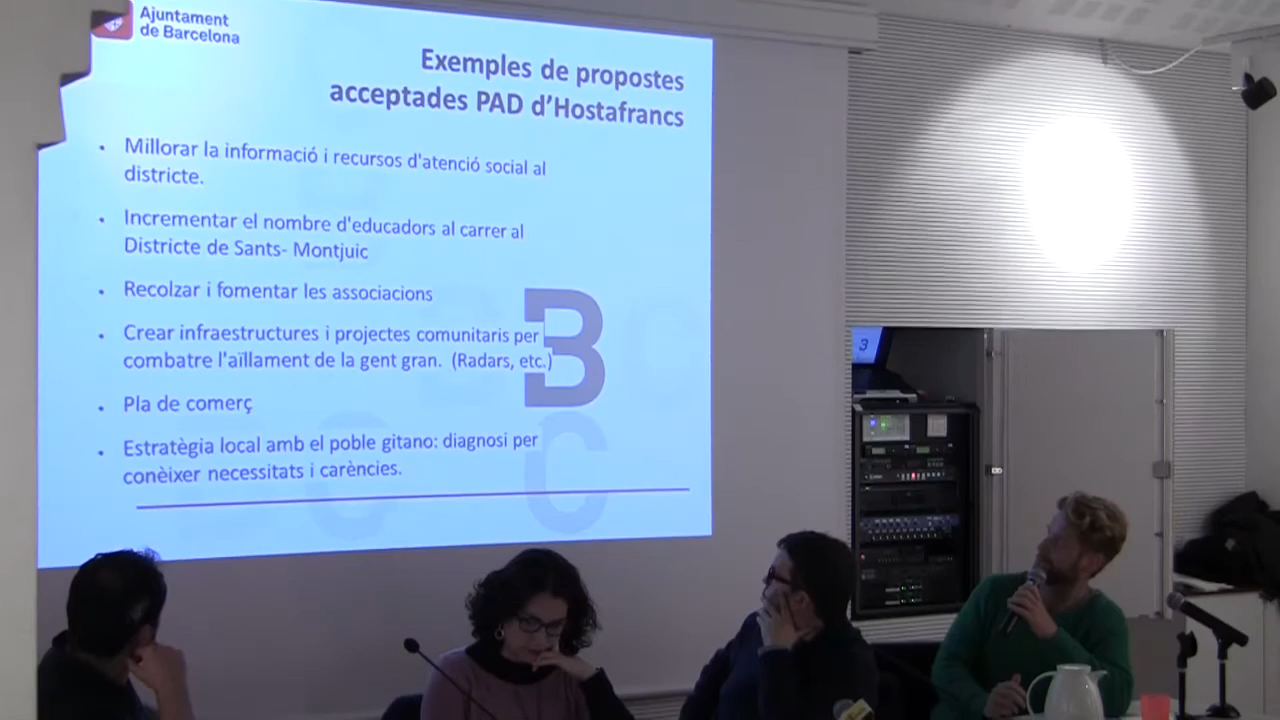 Ajuntament
de Barcelona
Exemples de propostes
acceptades PAD d'Hostafrancs
• Millorar la informació i recursos d'atenció social al
districte.
• Incrementar el nombre d'educadors al carrer al
Districte de Sants- Montjuic
• Recolzar i fomentar les associacions
• Crear infraestructures i projectes comunitaris per
combatre l'aïllament de la gent gran. (Radars, etc.)
• Pla de comerç
• Estratègia local amb el poble gitano: diagnosi per
conèixer necessitats i carències.
B
C
3